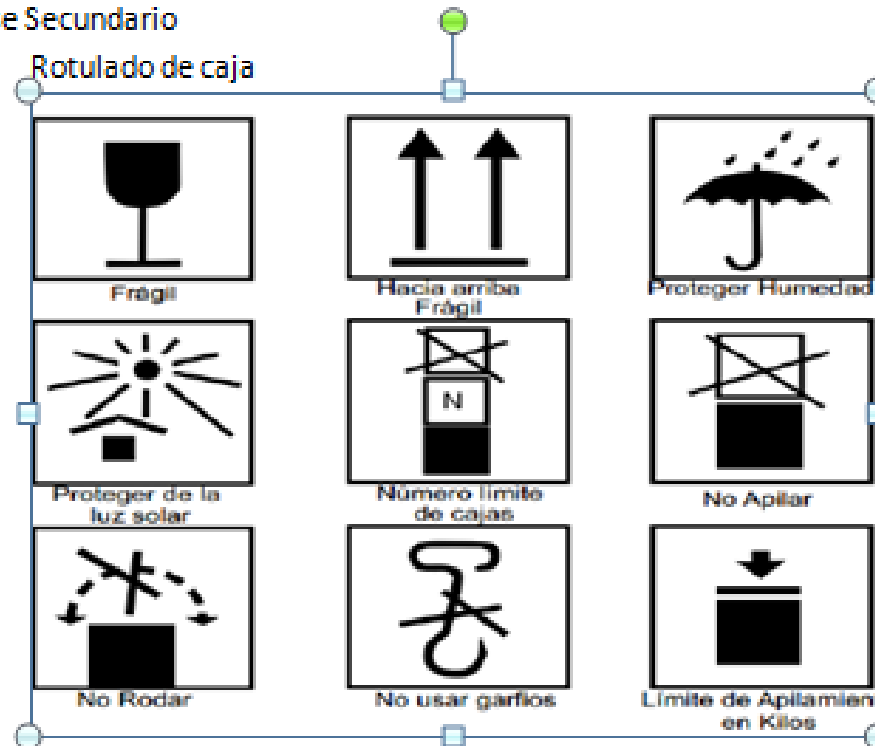 e Secundario
Rotulado de caja
Frágil
Hacia arriba
Frágil
Proteger Humedad
Proteger de la
luz solar
N
Número límite
de cajas
No Apilar
No Rodar
No usar garfios
Límite de Apilamien
en Kilos